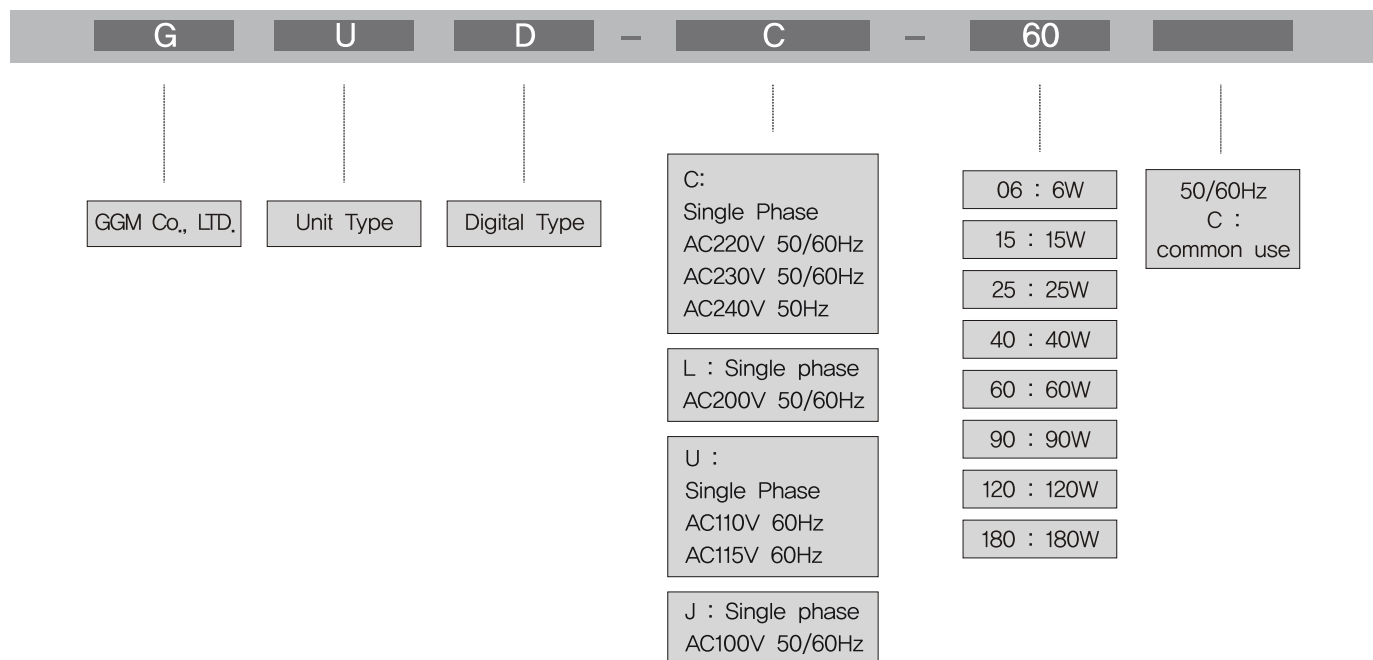 G U D - C - 60
GGM Co., LTD.
Unit Type
Digital Type
C:
Single Phase
AC220V 50/60Hz
AC230V 50/60Hz
AC240V 50Hz
L : Single phase
AC200V 50/60Hz
U :
Single Phase
AC110V 60Hz
AC115V 60Hz
J : Single phase
AC100V 50/60Hz
06 : 6W
15 : 15W
25 : 25W
40 : 40W
60 : 60W
90 : 90W
120 : 120W
180 : 180W
50/60Hz
C :
common use